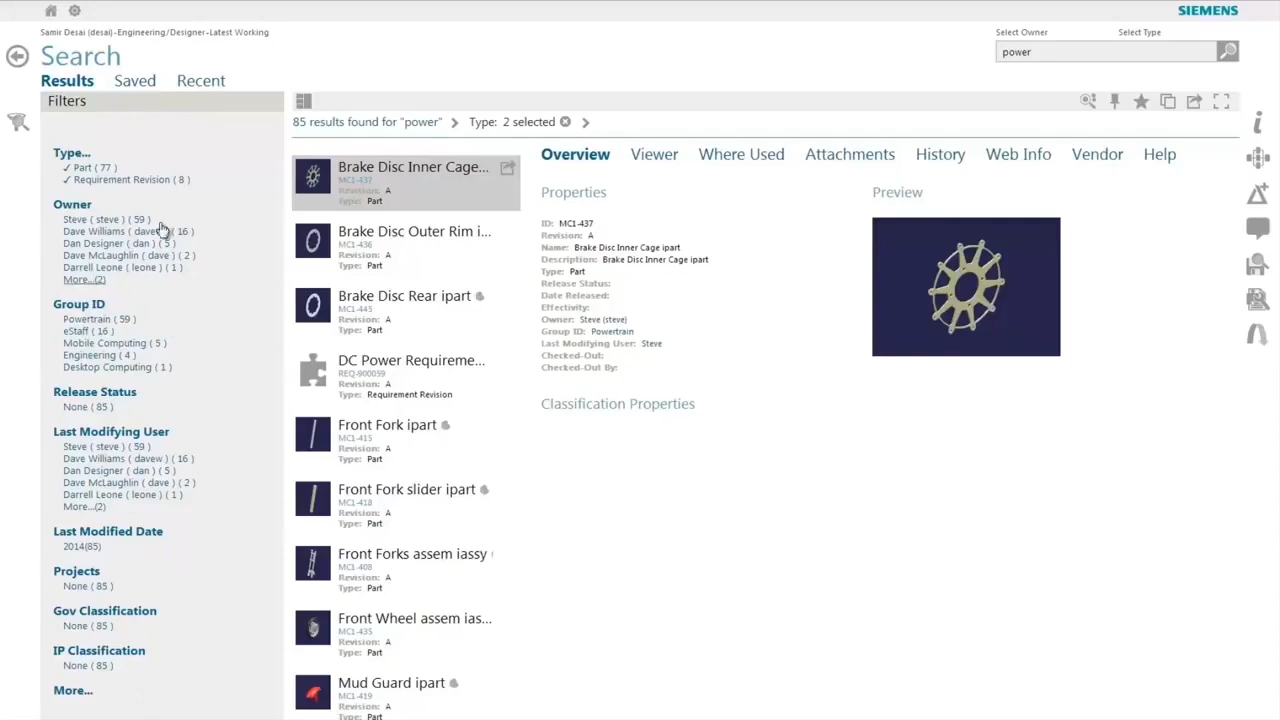 SIEMENS
Samir Desai (desai)-Engineering/Designer-Latest Working
Select Owner
Select Type
Search
power
Results
Saved
Recent
Filters
85 results found for "power"
Type: 2 selected
Type...
✓ Part ( 77 )
✓ Requirement Revision ( 8 )
Owner
Steve ( steve ) ( 59 )
Dave Williams ( davew ) ( 16 )
Dan Designer ( dan ) ( 5 )
Dave McLaughlin ( dave ) ( 2 )
Darrell Leone ( leone ) ( 1 )
More...(2)
Group ID
Powertrain ( 59 )
eStaff ( 16 )
Mobile Computing ( 5 )
Engineering ( 4 )
Desktop Computing ( 1 )
Release Status
None ( 85 )
Last Modifying User
Steve ( steve ) ( 59 )
Dave Williams ( davew ) ( 16 )
Dan Designer ( dan ) ( 5 )
Dave McLaughlin ( dave ) ( 2 )
Darrell Leone ( leone ) ( 1 )
More...(2)
Last Modified Date
2014(85)
Projects
None ( 85 )
Gov Classification
None ( 85 )
IP Classification
None ( 85 )
More...
Brake Disc Inner Cage...
MC1-437
Revision: A
Type: Part
Brake Disc Outer Rim i...
MC1-436
Revision: A
Type: Part
Brake Disc Rear ipart
MC1-445
Revision: A
Type: Part
DC Power Requireme...
REQ-900059
Revision: A
Type: Requirement Revision
Front Fork ipart
MC1-415
Revision: A
Type: Part
Front Fork slider ipart
MC1-418
Revision: A
Type: Part
Front Forks assem iassy
MC1-408
Revision: A
Type: Part
Front Wheel assem ias...
MC1-435
Revision: A
Type: Part
Mud Guard ipart
MC1-419
Revision: A
Type: Part
Overview
Viewer
Where Used
Attachments
History
Web Info
Vendor
Help
Properties
ID: MC1-437
Revision: A
Name: Brake Disc Inner Cage ipart
Description: Brake Disc Inner Cage ipart
Type: Part
Release Status:
Date Released:
Effectivity:
Owner: Steve (steve)
Group ID: Powertrain
Last Modifying User: Steve
Checked-Out:
Checked-Out By:
Classification Properties
Preview